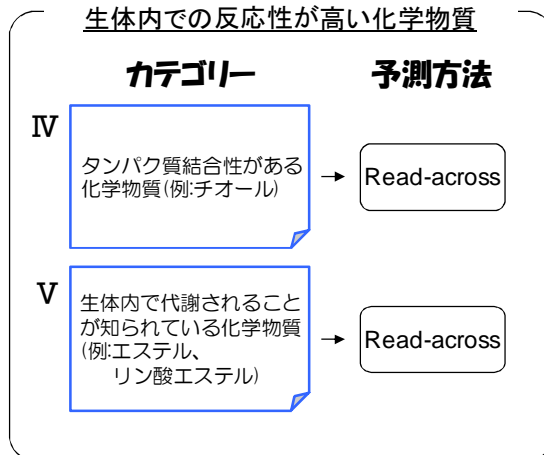 生体内での反応性が高い化学物質
カテゴリー 予測方法
Ⅳ
タンパク質結合性がある
化学物質(例:チオール)
Read-across
Ⅴ
生体内で代謝されること
が知られている化学物質
(例:エステル、
リン酸エステル)
Read-across